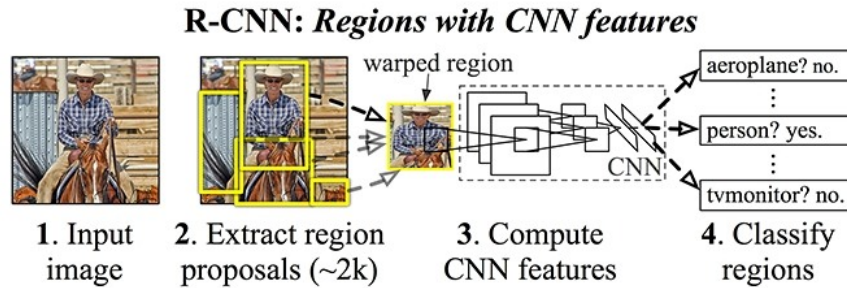 R-CNN: Regions with CNN features
warped region
aeroplane? no.
person? yes.
tvmonitor? no.
CNN
1. Input
image
2. Extract region
proposals (~2k)
3. Compute
CNN features
4. Classify
regions